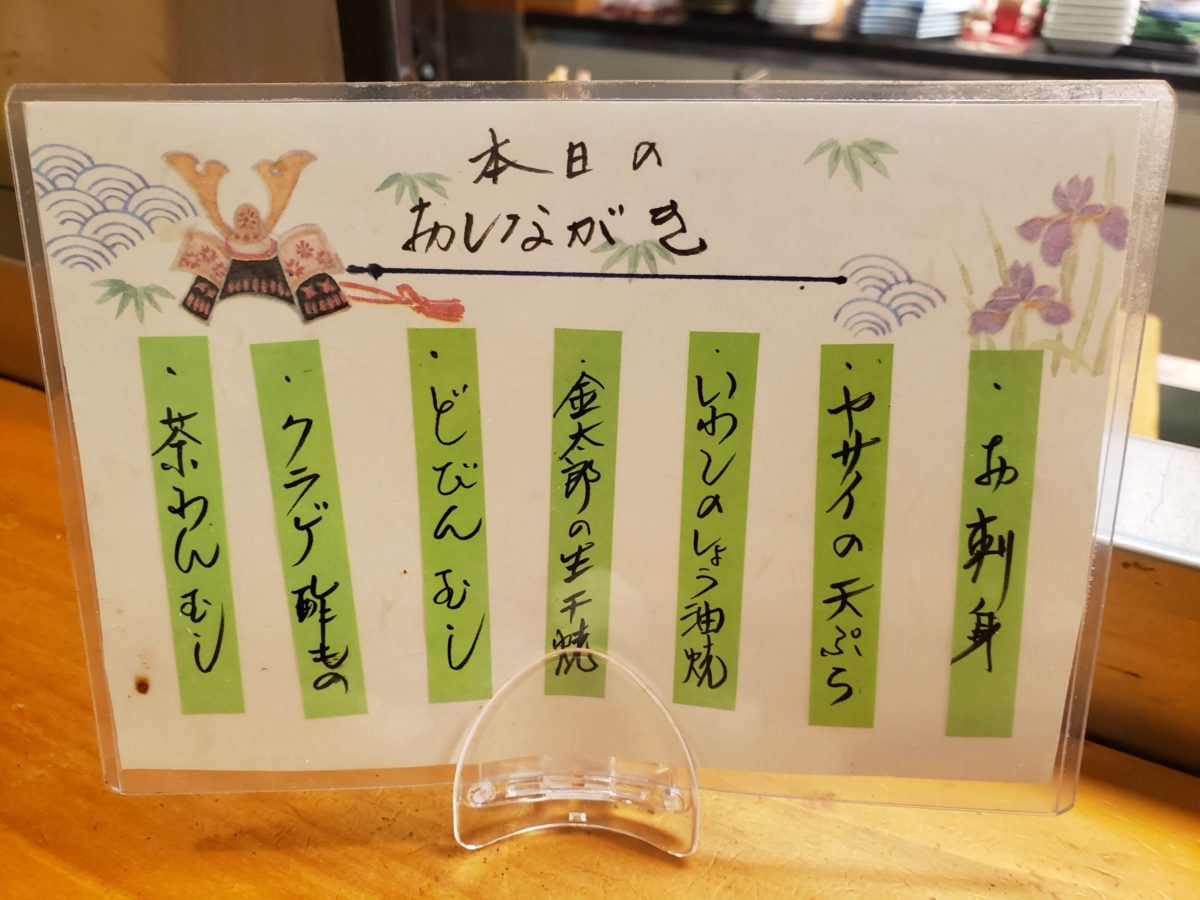 本日の
おしながき
・お刺身
・ヤサイの天ぷら
・いわしのしょう油焼
・金太郎の生干焼
・どびんむし
・クラゲ酢もの
・茶わんむし